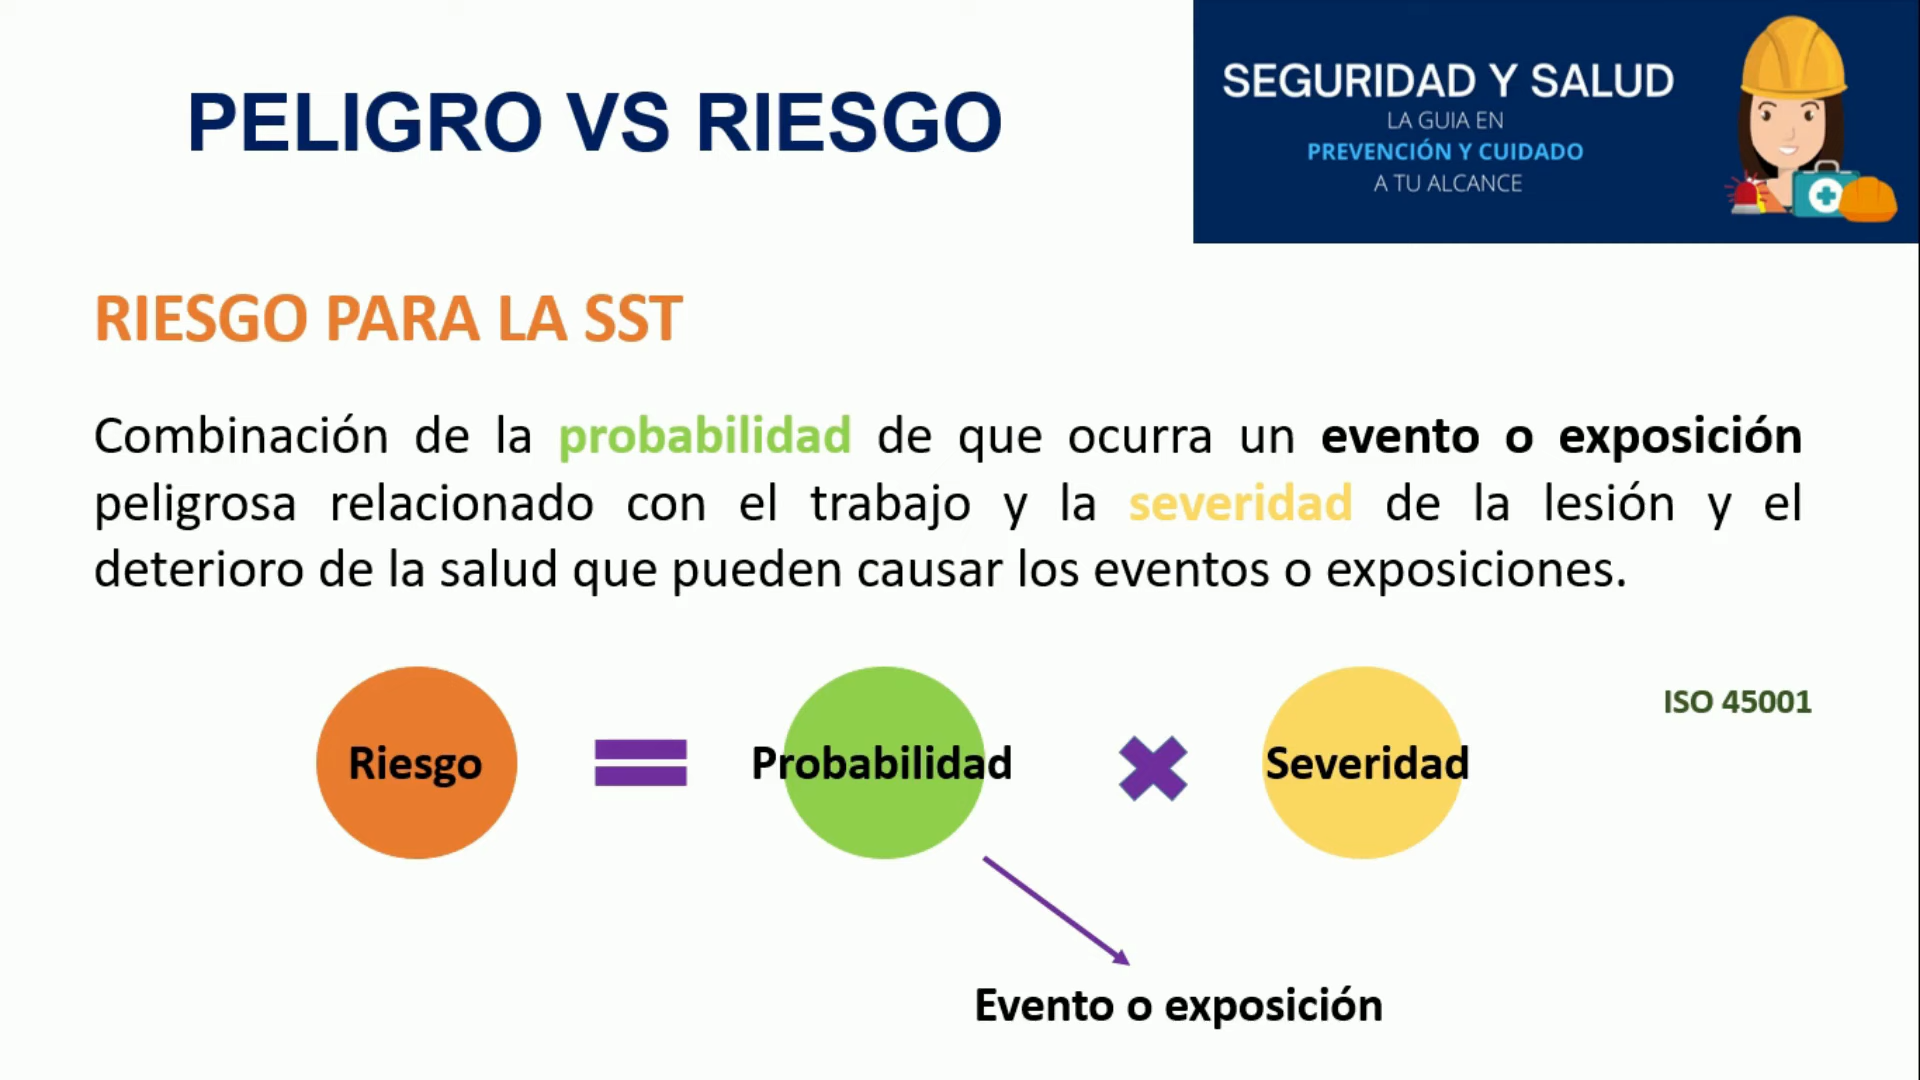 PELIGRO VS RIESGO
SEGURIDAD Y SALUD
LA GUIA EN
PREVENCIÓN Y CUIDADO
A TU ALCANCE
RIESGO PARA LA SST
Combinación de la probabilidad de que ocurra un evento o exposición
peligrosa relacionado con el trabajo y la severidad de la lesión y el
deterioro de la salud que pueden causar los eventos o exposiciones.
ISO 45001
Riesgo
Probabilidad
Severidad
Evento o exposición